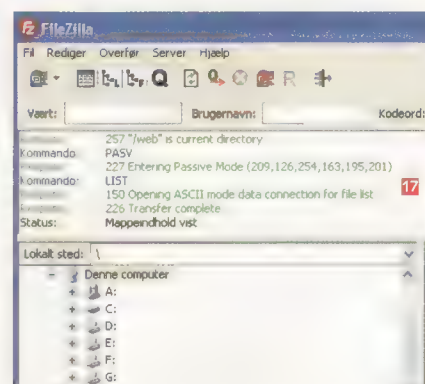 FileZilla
Fil Rediger Overfør Server Hjælp
Vært: Brugernavn: Kodeord:
257 "/web" is current directory
Kommando PASV
227 Entering Passive Mode (209,126,254,163,195,201)
Kommando: LIST
150 Opening ASCII mode data connection for file list
17
226 Transfer complete
Status: Mappeindhold vist
Lokalt sted: \
Denne computer
A:
C:
D:
E:
F:
G: